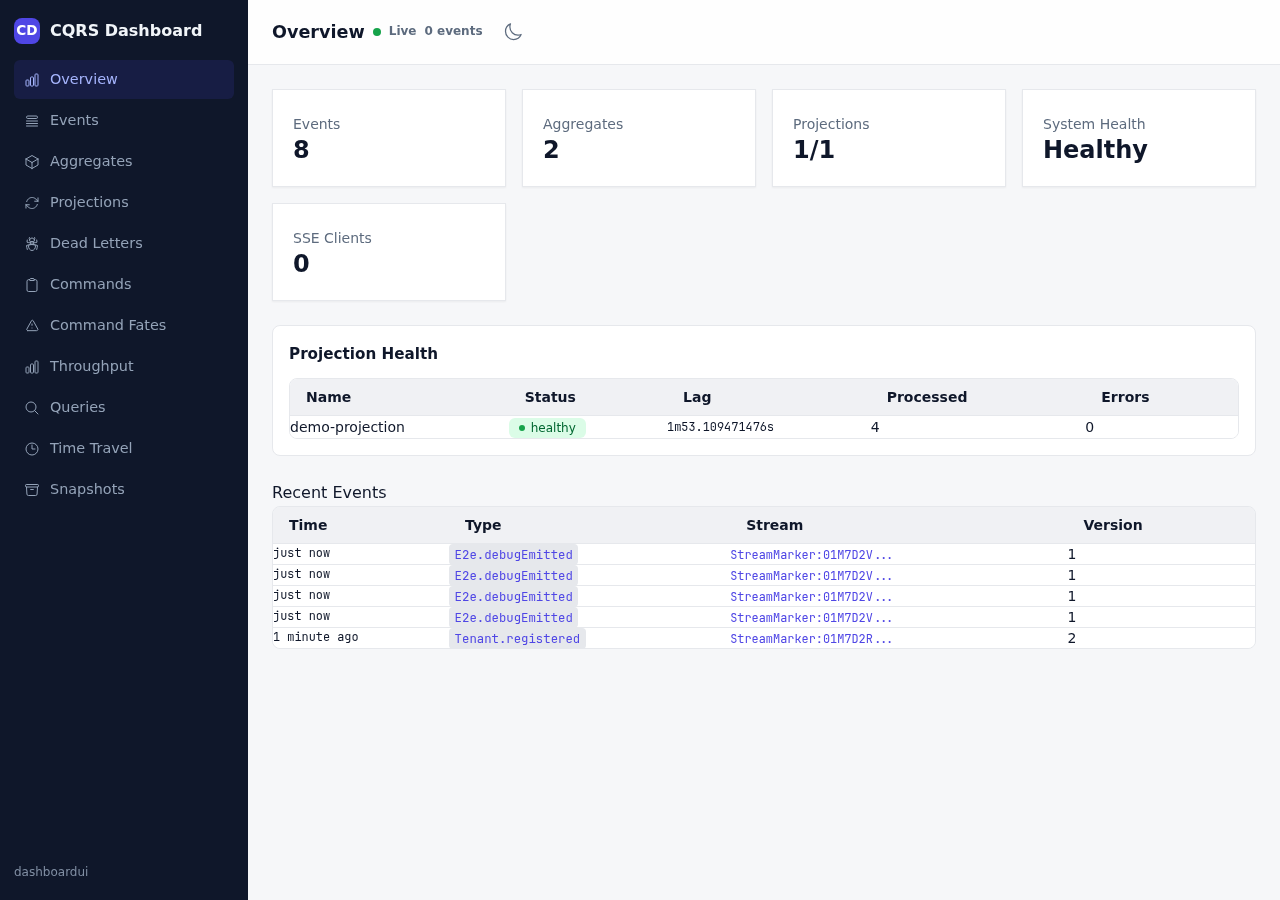 CD CQRS Dashboard
Overview
Events
Aggregates
Projections
Dead Letters
Commands
Command Fates
Throughput
Queries
Time Travel
Snapshots
dashboardui
Overview Live 0 events
Events
8
Aggregates
2
Projections
1/1
System Health
Healthy
SSE Clients
0
Projection Health
Name Status Lag Processed Errors
demo-projection healthy 1m53.109471476s 4 0
Recent Events
Time Type Stream Version
just now E2e.debugEmitted StreamMarker:01M7D2V... 1
just now E2e.debugEmitted StreamMarker:01M7D2V... 1
just now E2e.debugEmitted StreamMarker:01M7D2V... 1
just now E2e.debugEmitted StreamMarker:01M7D2V... 1
1 minute ago Tenant.registered StreamMarker:01M7D2R... 2